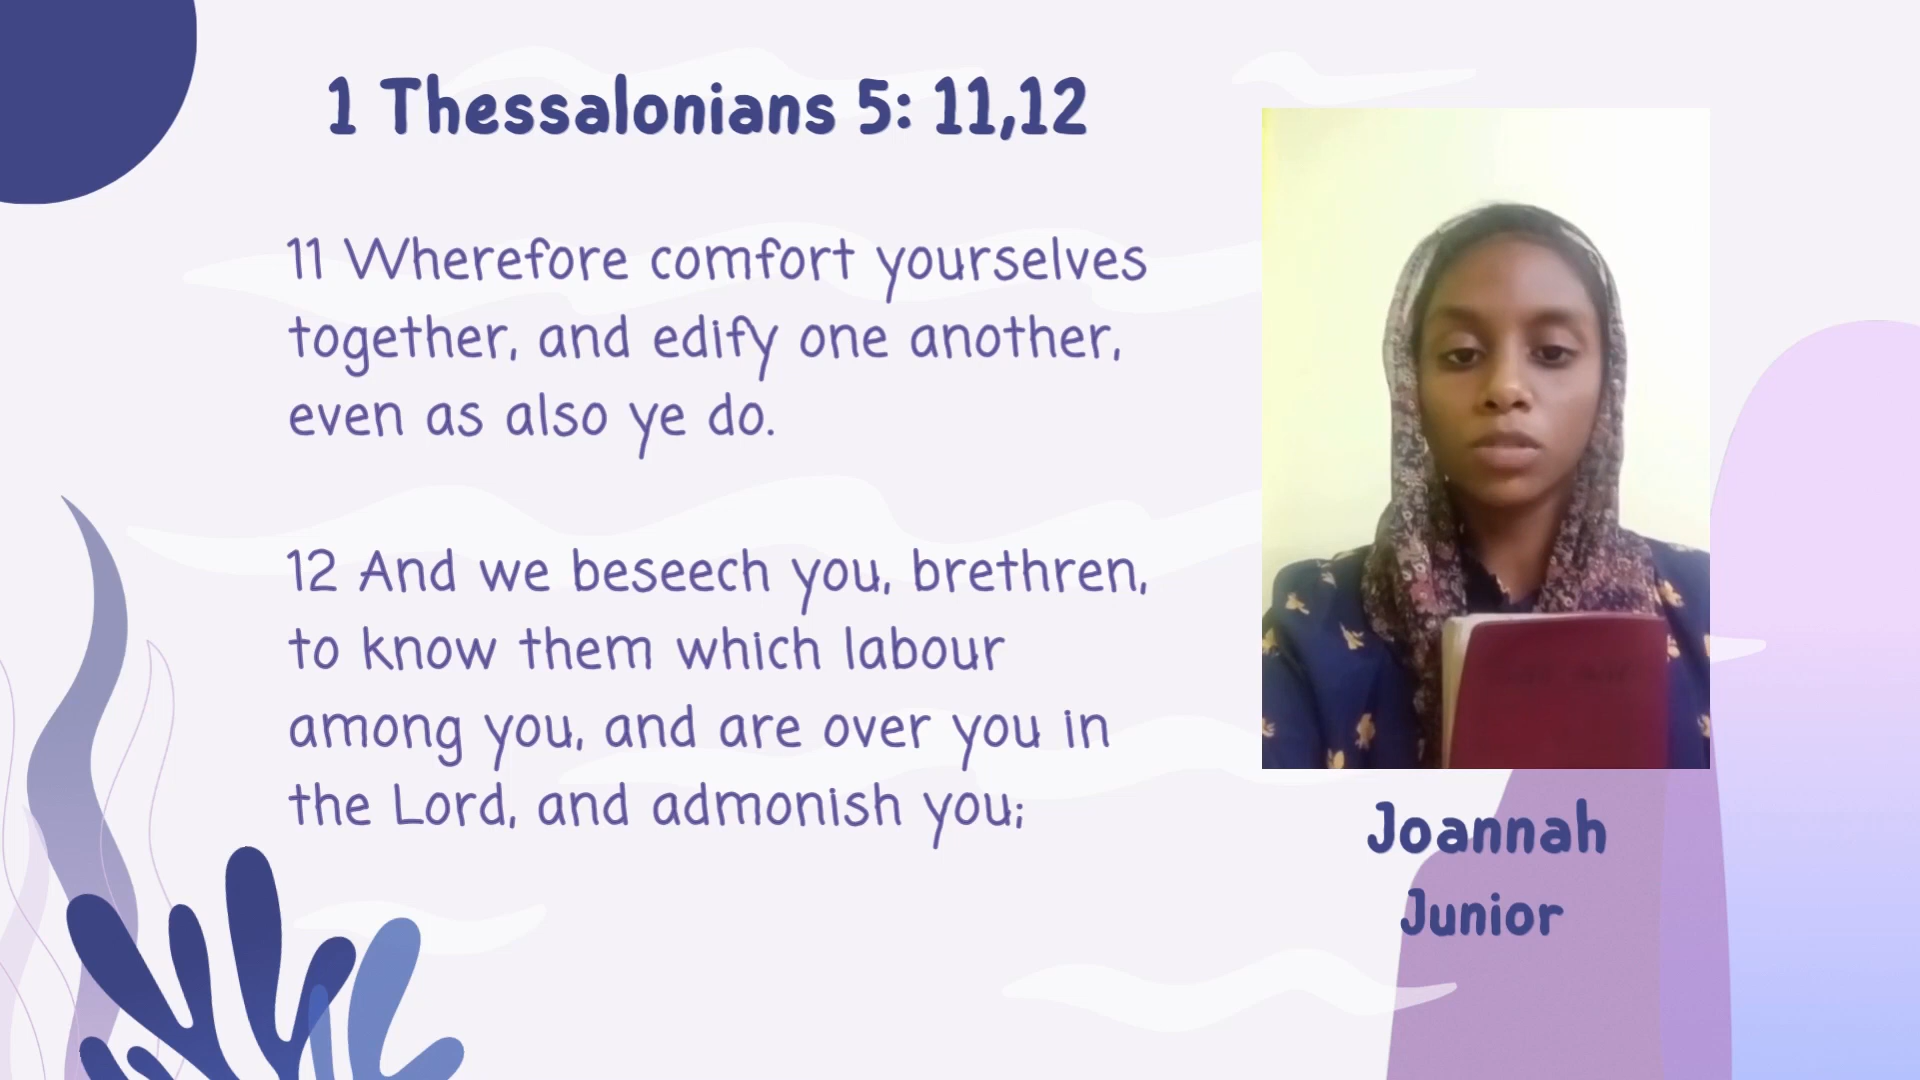 1 Thessalonians 5: 11,12
11 Wherefore comfort yourselves
together, and edify one another,
even as also ye do.
12 And we beseech you, brethren,
to know them which labour
among you, and are over you in
the Lord, and admonish you;
Joannah
Junior